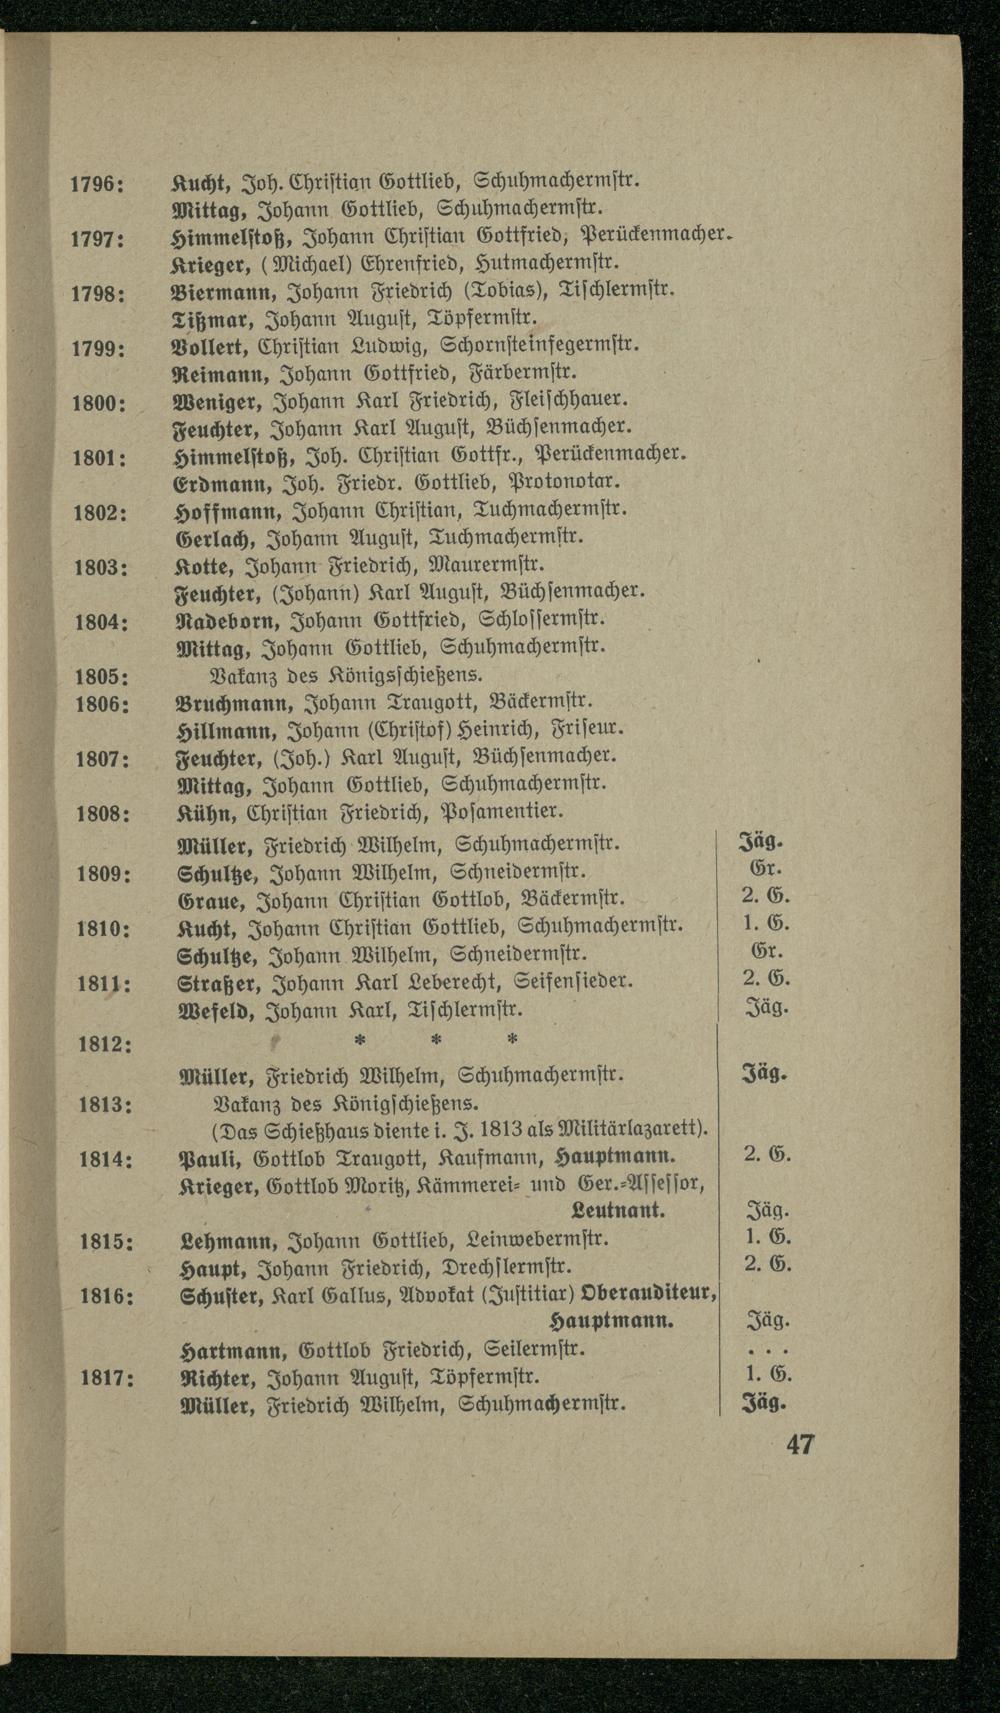 1796: Kucht, Joh. Christian Gottlieb, Schuhmachermstr.
Mittag, Johann Gottlieb, Schuhmachermstr.
1797: Himmelstoß, Johann Christian Gottfried, Perückenmacher.
Krieger, (Michael) Ehrenfried, Hutmachermstr.
1798: Biermann, Johann Friedrich (Tobias), Tischlermstr.
Tißmar, Johann August, Töpfermstr.
1799: Vollert, Christian Ludwig, Schornsteinfegermstr.
Reimann, Johann Gottfried, Färbermstr.
1800: Weniger, Johann Karl Friedrich, Fleischhauer.
Feuchter, Johann Karl August, Büchsenmacher.
1801: Himmelstoß, Joh. Christian Gottfr., Perückenmacher.
Erdmann, Joh. Friedr. Gottlieb, Protonotar.
1802: Hoffmann, Johann Christian, Tuchmachermstr.
Gerlach, Johann August, Tuchmachermstr.
1803: Kotte, Johann Friedrich, Maurermstr.
Feuchter, (Johann) Karl August, Büchsenmacher.
1804: Nadeborn, Johann Gottfried, Schlossermstr.
Mittag, Johann Gottlieb, Schuhmachermstr.
1805: Vakanz des Königsschießens.
1806: Bruchmann, Johann Traugott, Bäckermstr.
Hillmann, Johann (Christof) Heinrich, Friseur.
1807: Feuchter, (Joh.) Karl August, Büchsenmacher.
Mittag, Johann Gottlieb, Schuhmachermstr.
1808: Kühn, Christian Friedrich, Posamentier.
Müller, Friedrich Wilhelm, Schuhmachermstr. Jäg.
1809: Schultze, Johann Wilhelm, Schneidermstr. Gr.
Graue, Johann Christian Gottlob, Bäckermstr. 2. G.
1810: Kucht, Johann Christian Gottlieb, Schuhmachermstr. 1. G.
Schultze, Johann Wilhelm, Schneidermstr. Gr.
1811: Straßer, Johann Karl Leberecht, Seifensieder. 2. G.
Wefeld, Johann Karl, Tischlermstr. Jäg.
1812: * * *
Müller, Friedrich Wilhelm, Schuhmachermstr. Jäg.
1813: Vakanz des Königschießens.
(Das Schießhaus diente i. J. 1813 als Militärlazarett).
1814: Pauli, Gottlob Traugott, Kaufmann, Hauptmann. 2. G.
Krieger, Gottlob Moritz, Kämmerei- und Ger.-Assessor,
Leutnant. Jäg.
1815: Lehmann, Johann Gottlieb, Leinwebermstr. 1. G.
Haupt, Johann Friedrich, Drechslermstr. 2. G.
1816: Schuster, Karl Gallus, Advokat (Justitiar) Oberauditeur,
Hauptmann. Jäg.
Hartmann, Gottlob Friedrich, Seilermstr. . . .
1817: Richter, Johann August, Töpfermstr. 1. G.
Müller, Friedrich Wilhelm, Schuhmachermstr. Jäg.
47